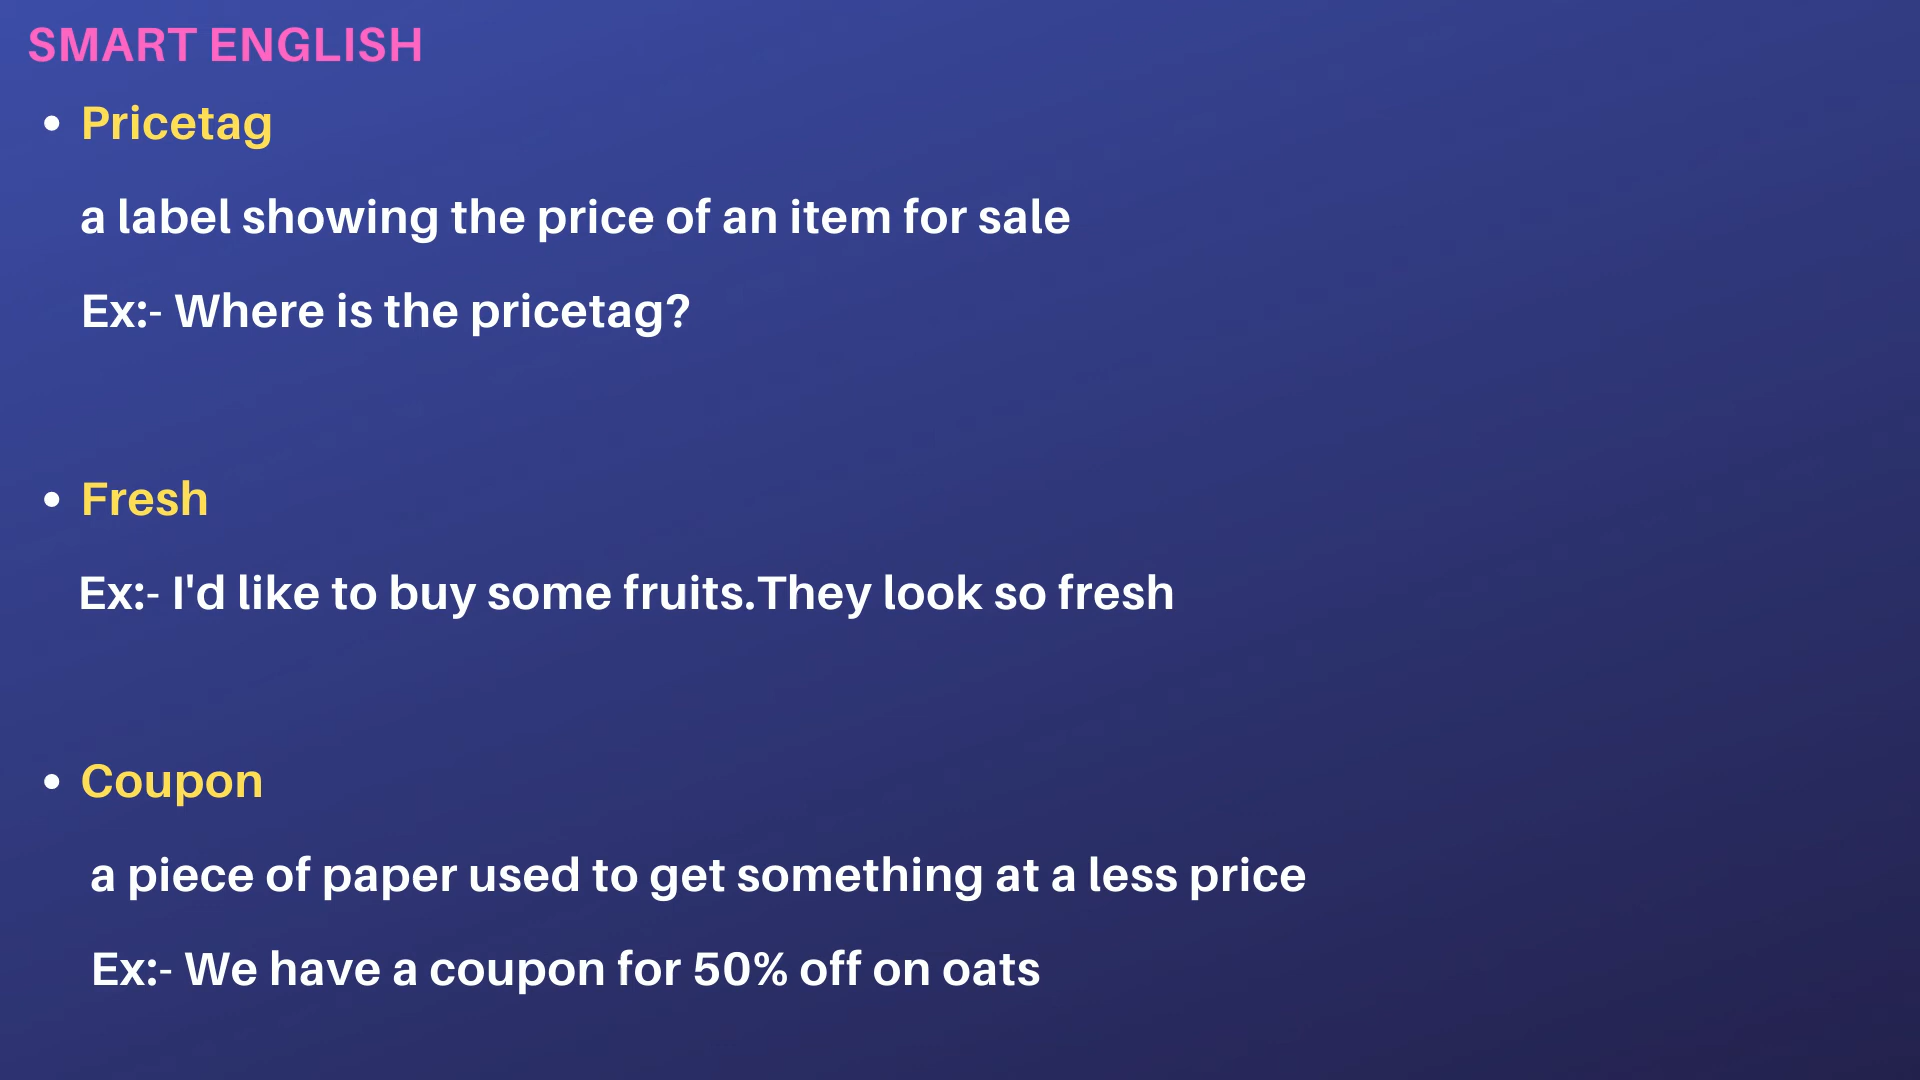 SMART ENGLISH
• Pricetag
a label showing the price of an item for sale
Ex:- Where is the pricetag?
• Fresh
Ex:- I'd like to buy some fruits.They look so fresh
• Coupon
a piece of paper used to get something at a less price
Ex:- We have a coupon for 50% off on oats